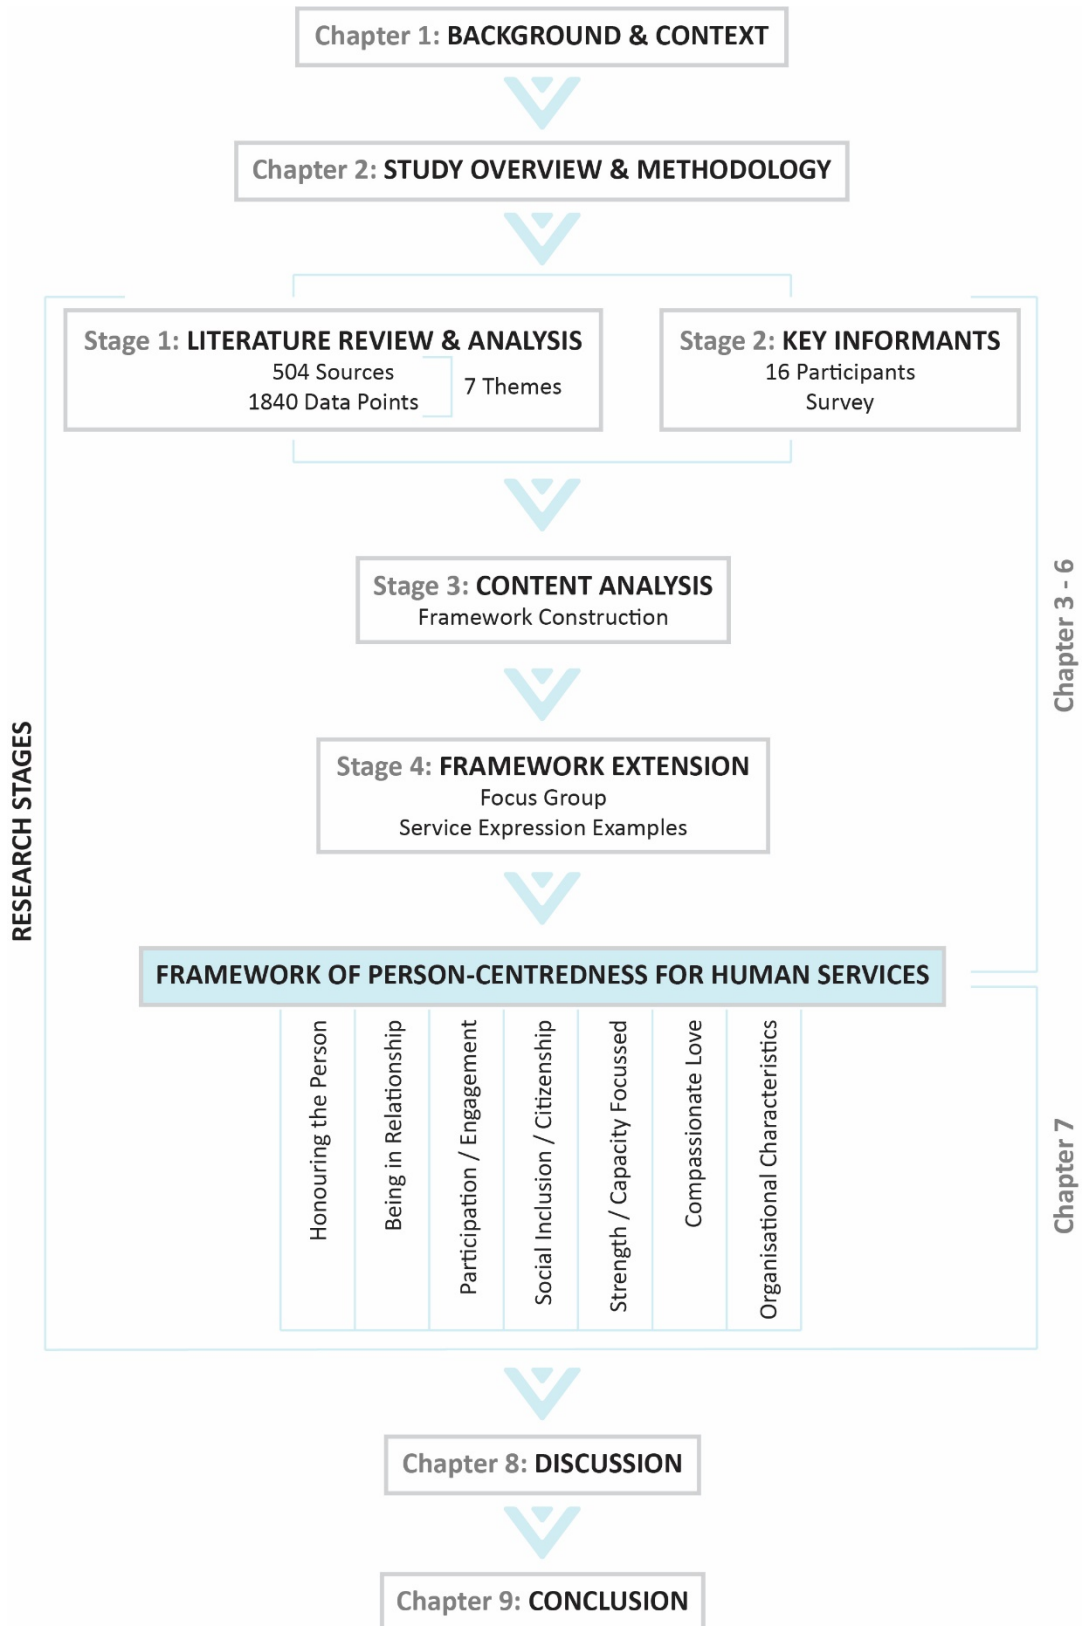 Chapter 1: BACKGROUND & CONTEXT
Chapter 2: STUDY OVERVIEW & METHODOLOGY
Stage 1: LITERATURE REVIEW & ANALYSIS
504 Sources
1840 Data Points
7 Themes
Stage 2: KEY INFORMANTS
16 Participants
Survey
Stage 3: CONTENT ANALYSIS
Framework Construction
Stage 4: FRAMEWORK EXTENSION
Focus Group
Service Expression Examples
RESEARCH STAGES
Chapter 3 - 6
FRAMEWORK OF PERSON-CENTREDNESS FOR HUMAN SERVICES
Honouring the Person
Being in Relationship
Participation / Engagement
Social Inclusion / Citizenship
Strength / Capacity Focussed
Compassionate Love
Organisational Characteristics
Chapter 7
Chapter 8: DISCUSSION
Chapter 9: CONCLUSION